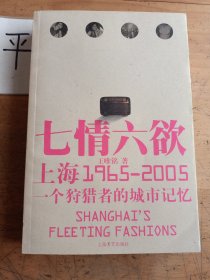 平
七情六欲
王唯铭 著
上海1965-2005
一个狩猎者的城市记忆
SHANGHAI'S
FLEETING FASHIONS
上海文艺出版社